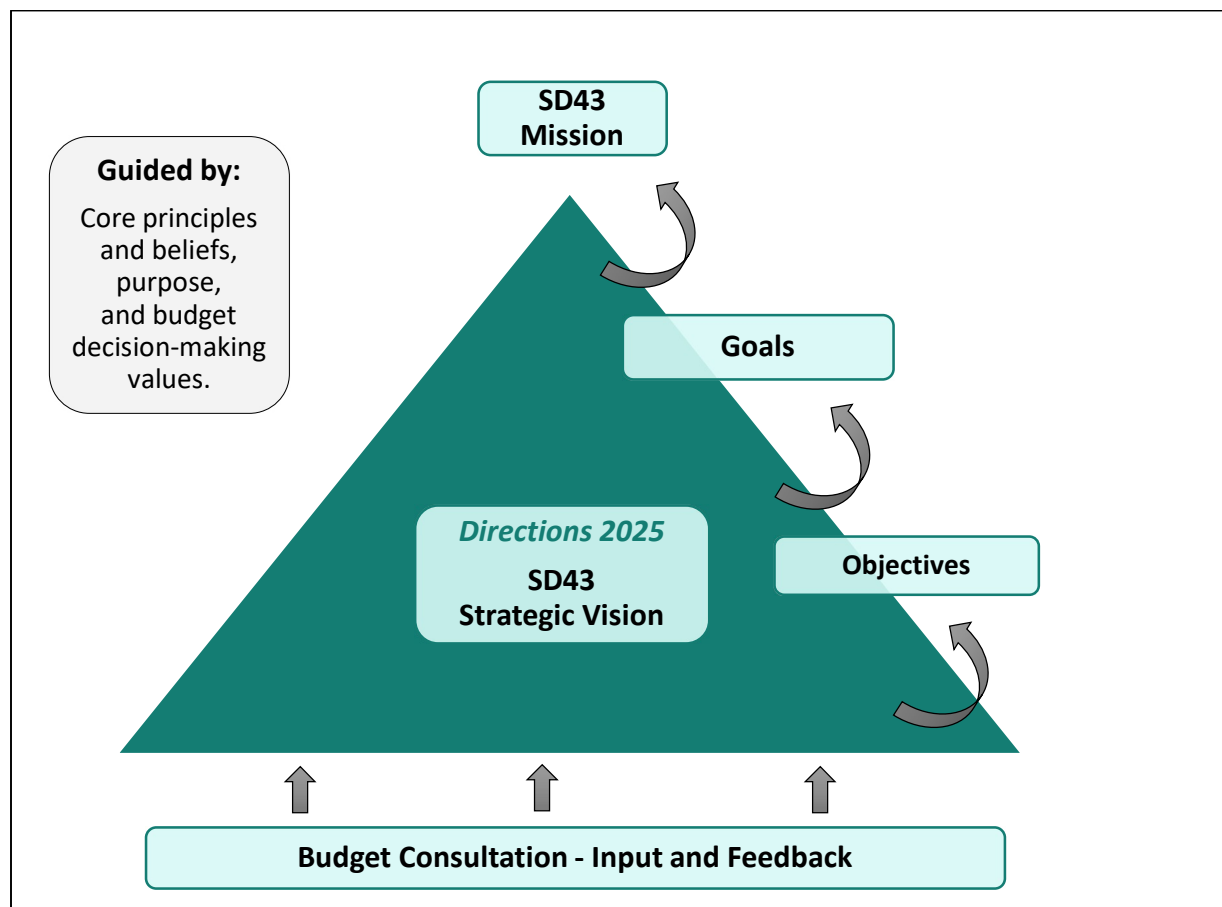 SD43
Mission
Guided by:
Core principles
and beliefs,
purpose,
and budget
decision-making
values.
Goals
Directions 2025
SD43
Strategic Vision
Objectives
Budget Consultation - Input and Feedback